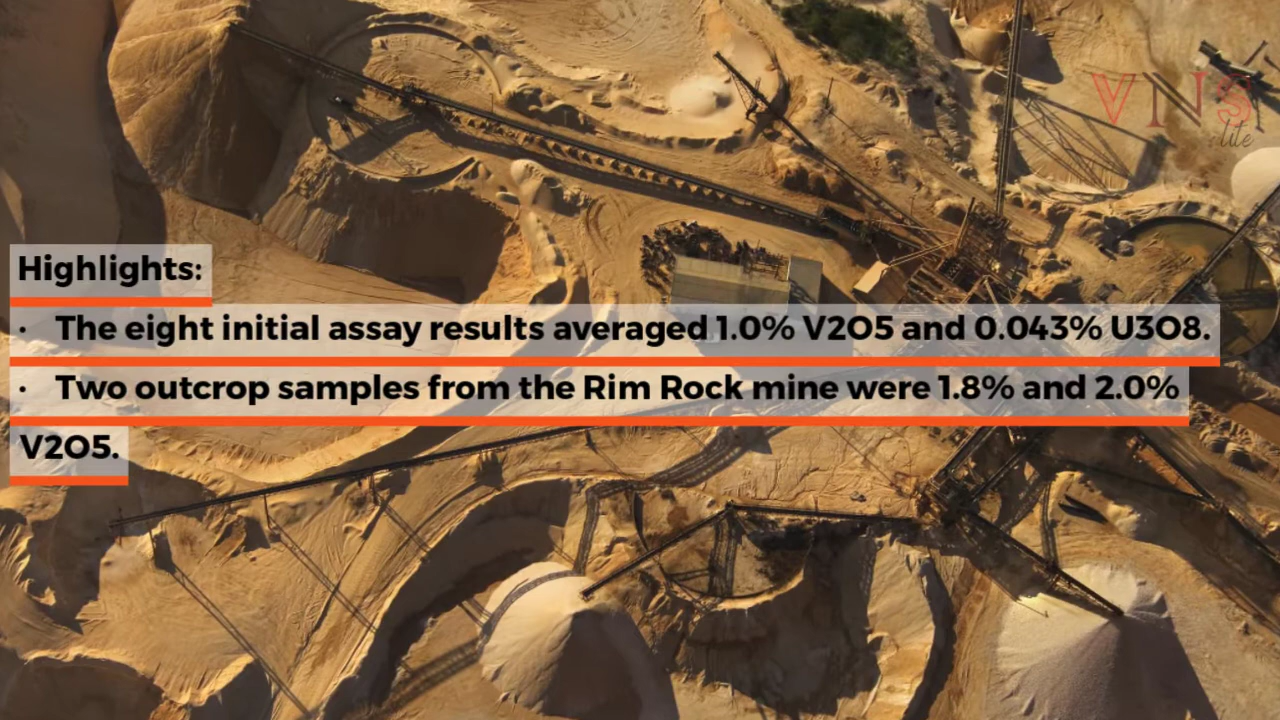 VNS
lite
Highlights:
· The eight initial assay results averaged 1.0% V2O5 and 0.043% U3O8.
· Two outcrop samples from the Rim Rock mine were 1.8% and 2.0%
V2O5.